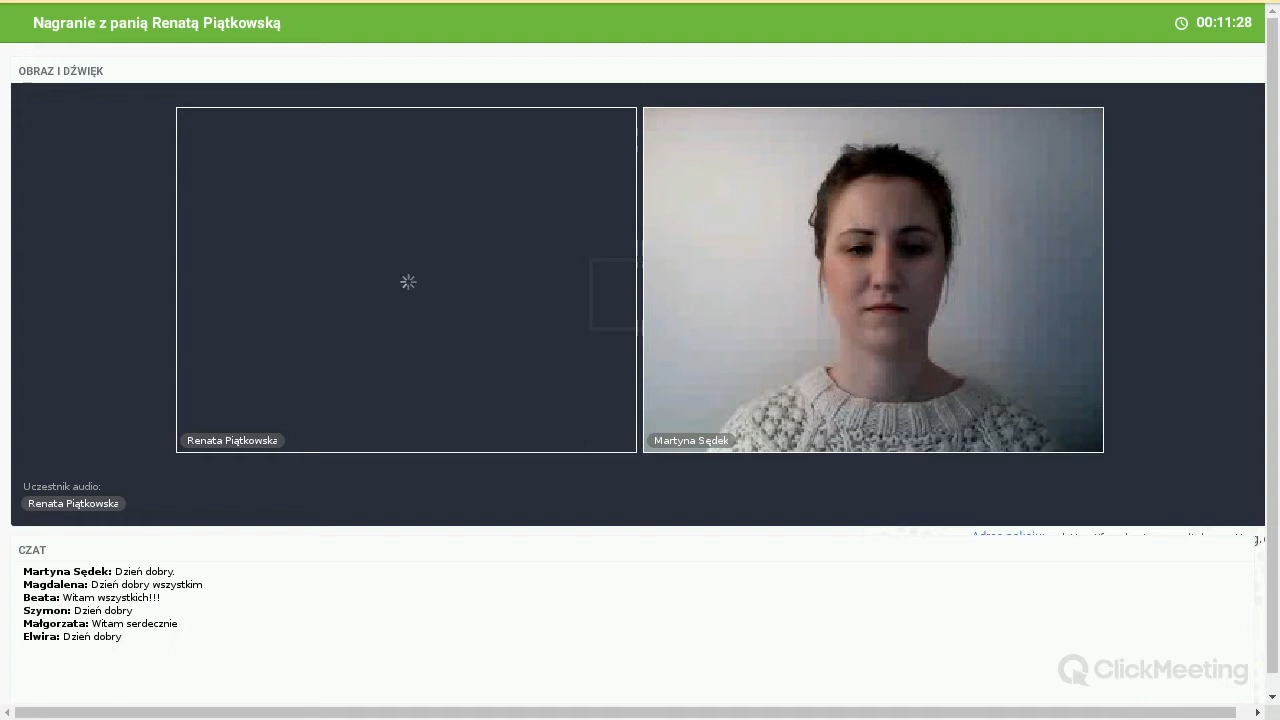 Nagranie z panią Renatą Piątkowską
00:11:28
OBRAZ I DŹWIĘK
Renata Piątkowska
Martyna Sędek
Uczestnik audio:
Renata Piątkowska
CZAT
Martyna Sędek: Dzień dobry.
Magdalena: Dzień dobry wszystkim
Beata: Witam wszystkich!!!
Szymon: Dzień dobry
Małgorzata: Witam serdecznie
Elwira: Dzień dobry
ClickMeeting